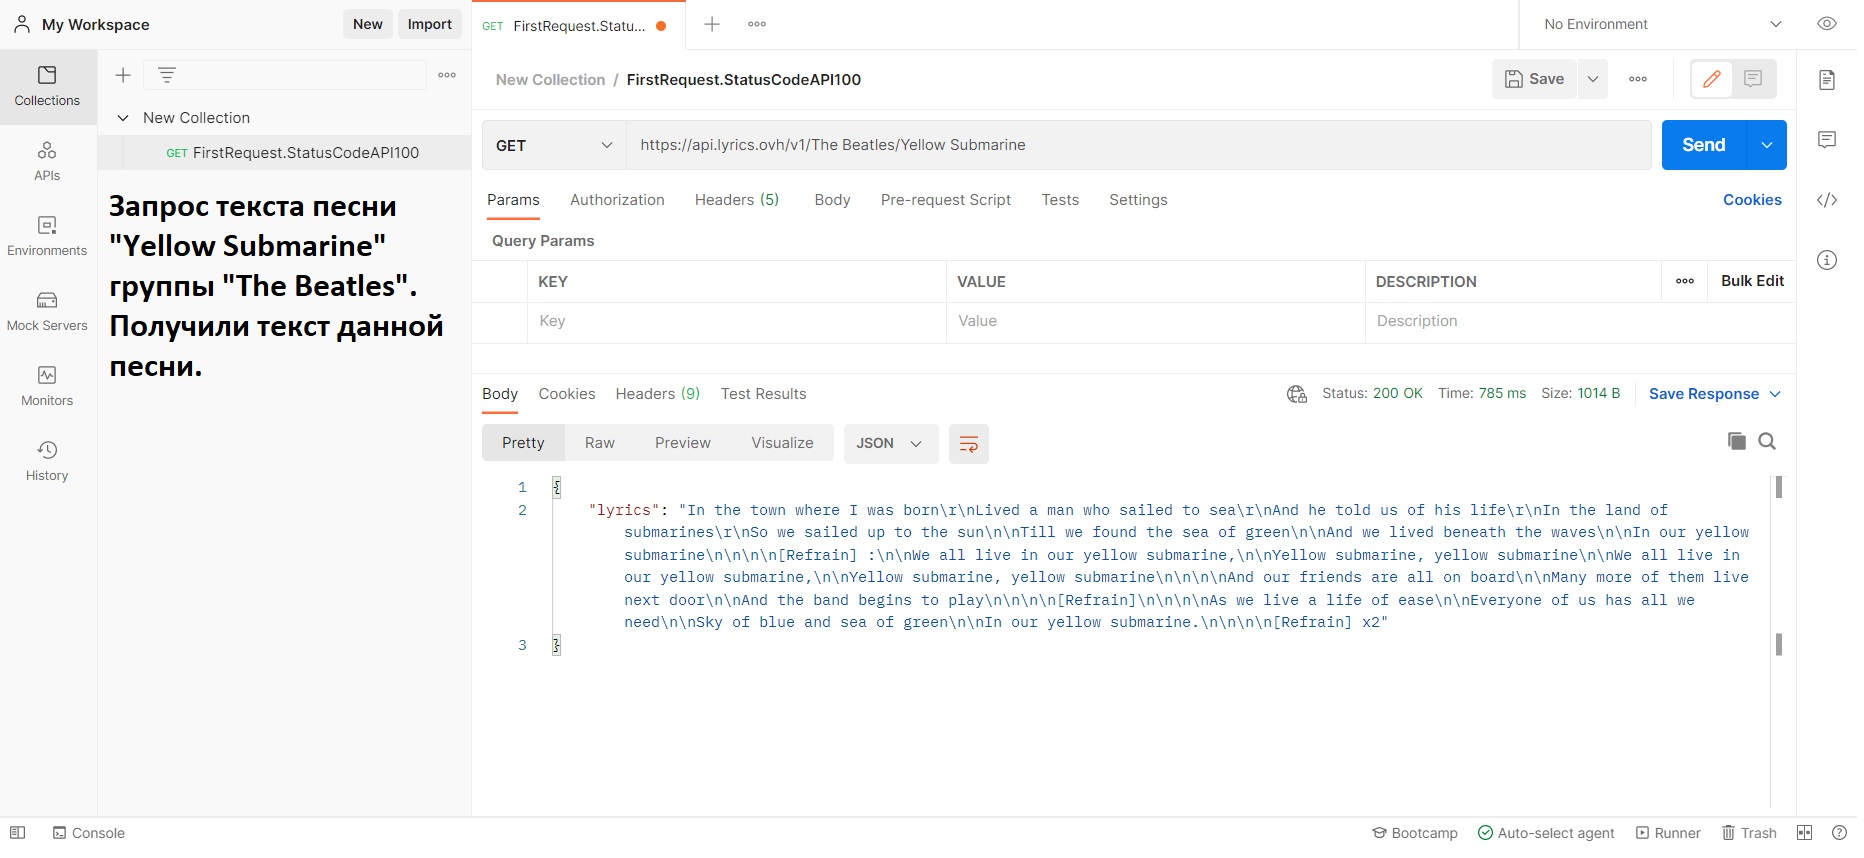 My Workspace
New
Import
GET FirstRequest.Statu...
No Environment
Collections
APIs
Environments
Mock Servers
Monitors
History
New Collection
GET FirstRequest.StatusCodeAPI100
Запрос текста песни
"Yellow Submarine"
группы "The Beatles".
Получили текст данной
песни.
New Collection / FirstRequest.StatusCodeAPI100
Save
GET
https://api.lyrics.ovh/v1/The Beatles/Yellow Submarine
Send
Params Authorization Headers (5) Body Pre-request Script Tests Settings
Cookies
Query Params
KEY VALUE DESCRIPTION
Bulk Edit
Key Value Description
Body Cookies Headers (9) Test Results
Status: 200 OK Time: 785 ms Size: 1014 B
Save Response
Pretty Raw Preview Visualize JSON
1 {
2 "lyrics": "In the town where I was born\r\nLived a man who sailed to sea\r\nAnd he told us of his life\r\nIn the land of
submarines\r\nSo we sailed up to the sun\n\nTill we found the sea of green\n\nAnd we lived beneath the waves\n\nIn our yellow
submarine\n\n\n\n[Refrain] :\n\nWe all live in our yellow submarine,\n\nYellow submarine, yellow submarine\n\nWe all live in
our yellow submarine,\n\nYellow submarine, yellow submarine\n\n\n\nAnd our friends are all on board\n\nMany more of them live
next door\n\nAnd the band begins to play\n\n\n\n[Refrain]\n\n\n\nAs we live a life of ease\n\nEveryone of us has all we
need\n\nSky of blue and sea of green\n\nIn our yellow submarine.\n\n\n\n[Refrain] x2"
3 }
Console
Bootcamp
Auto-select agent
Runner
Trash